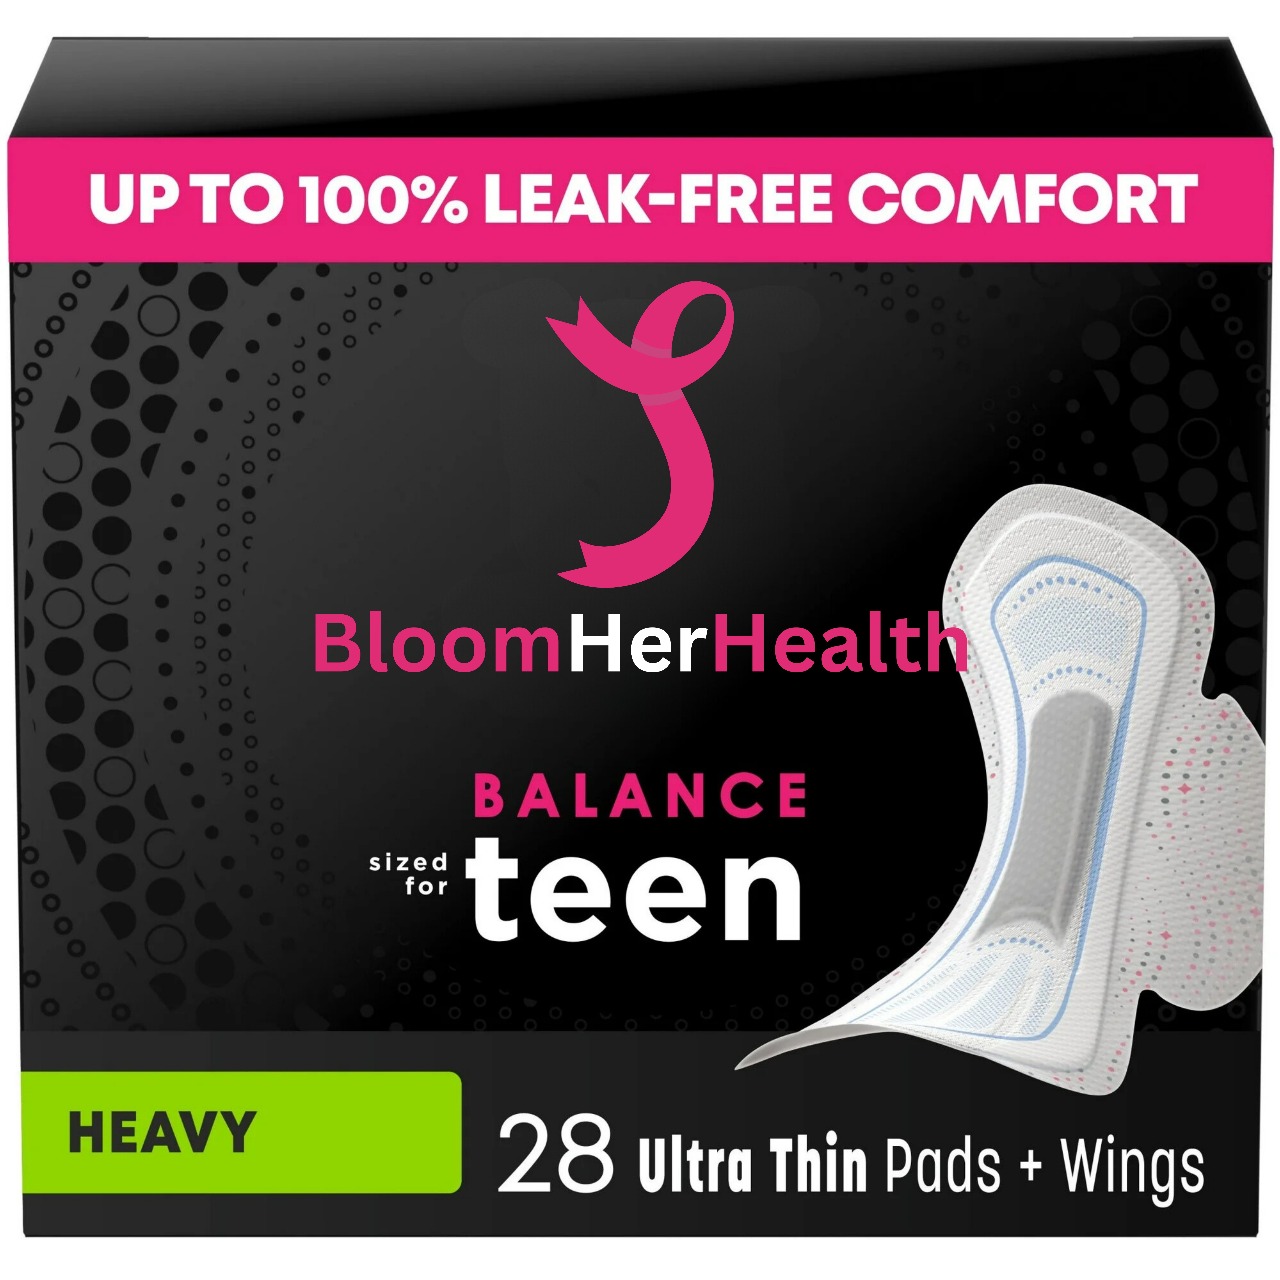 UP TO 100% LEAK-FREE COMFORT
BloomHerHealth
BALANCE
sized for teen
HEAVY
28 Ultra Thin Pads + Wings